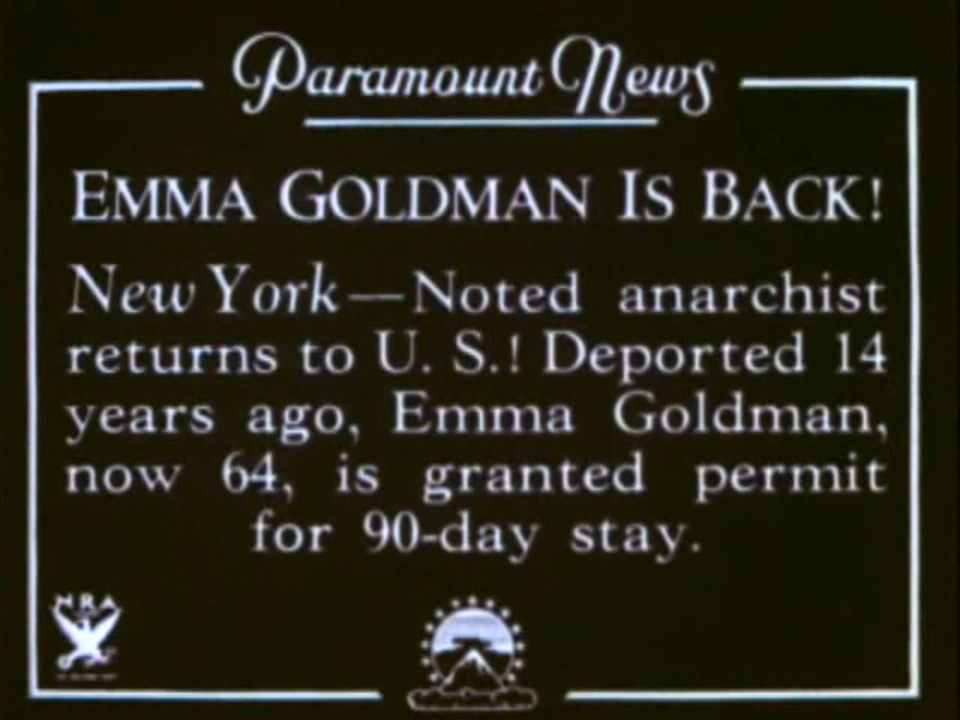 Paramount News
EMMA GOLDMAN IS BACK!
New York—Noted anarchist
returns to U. S.! Deported 14
years ago, Emma Goldman,
now 64, is granted permit
for 90-day stay.
NRA